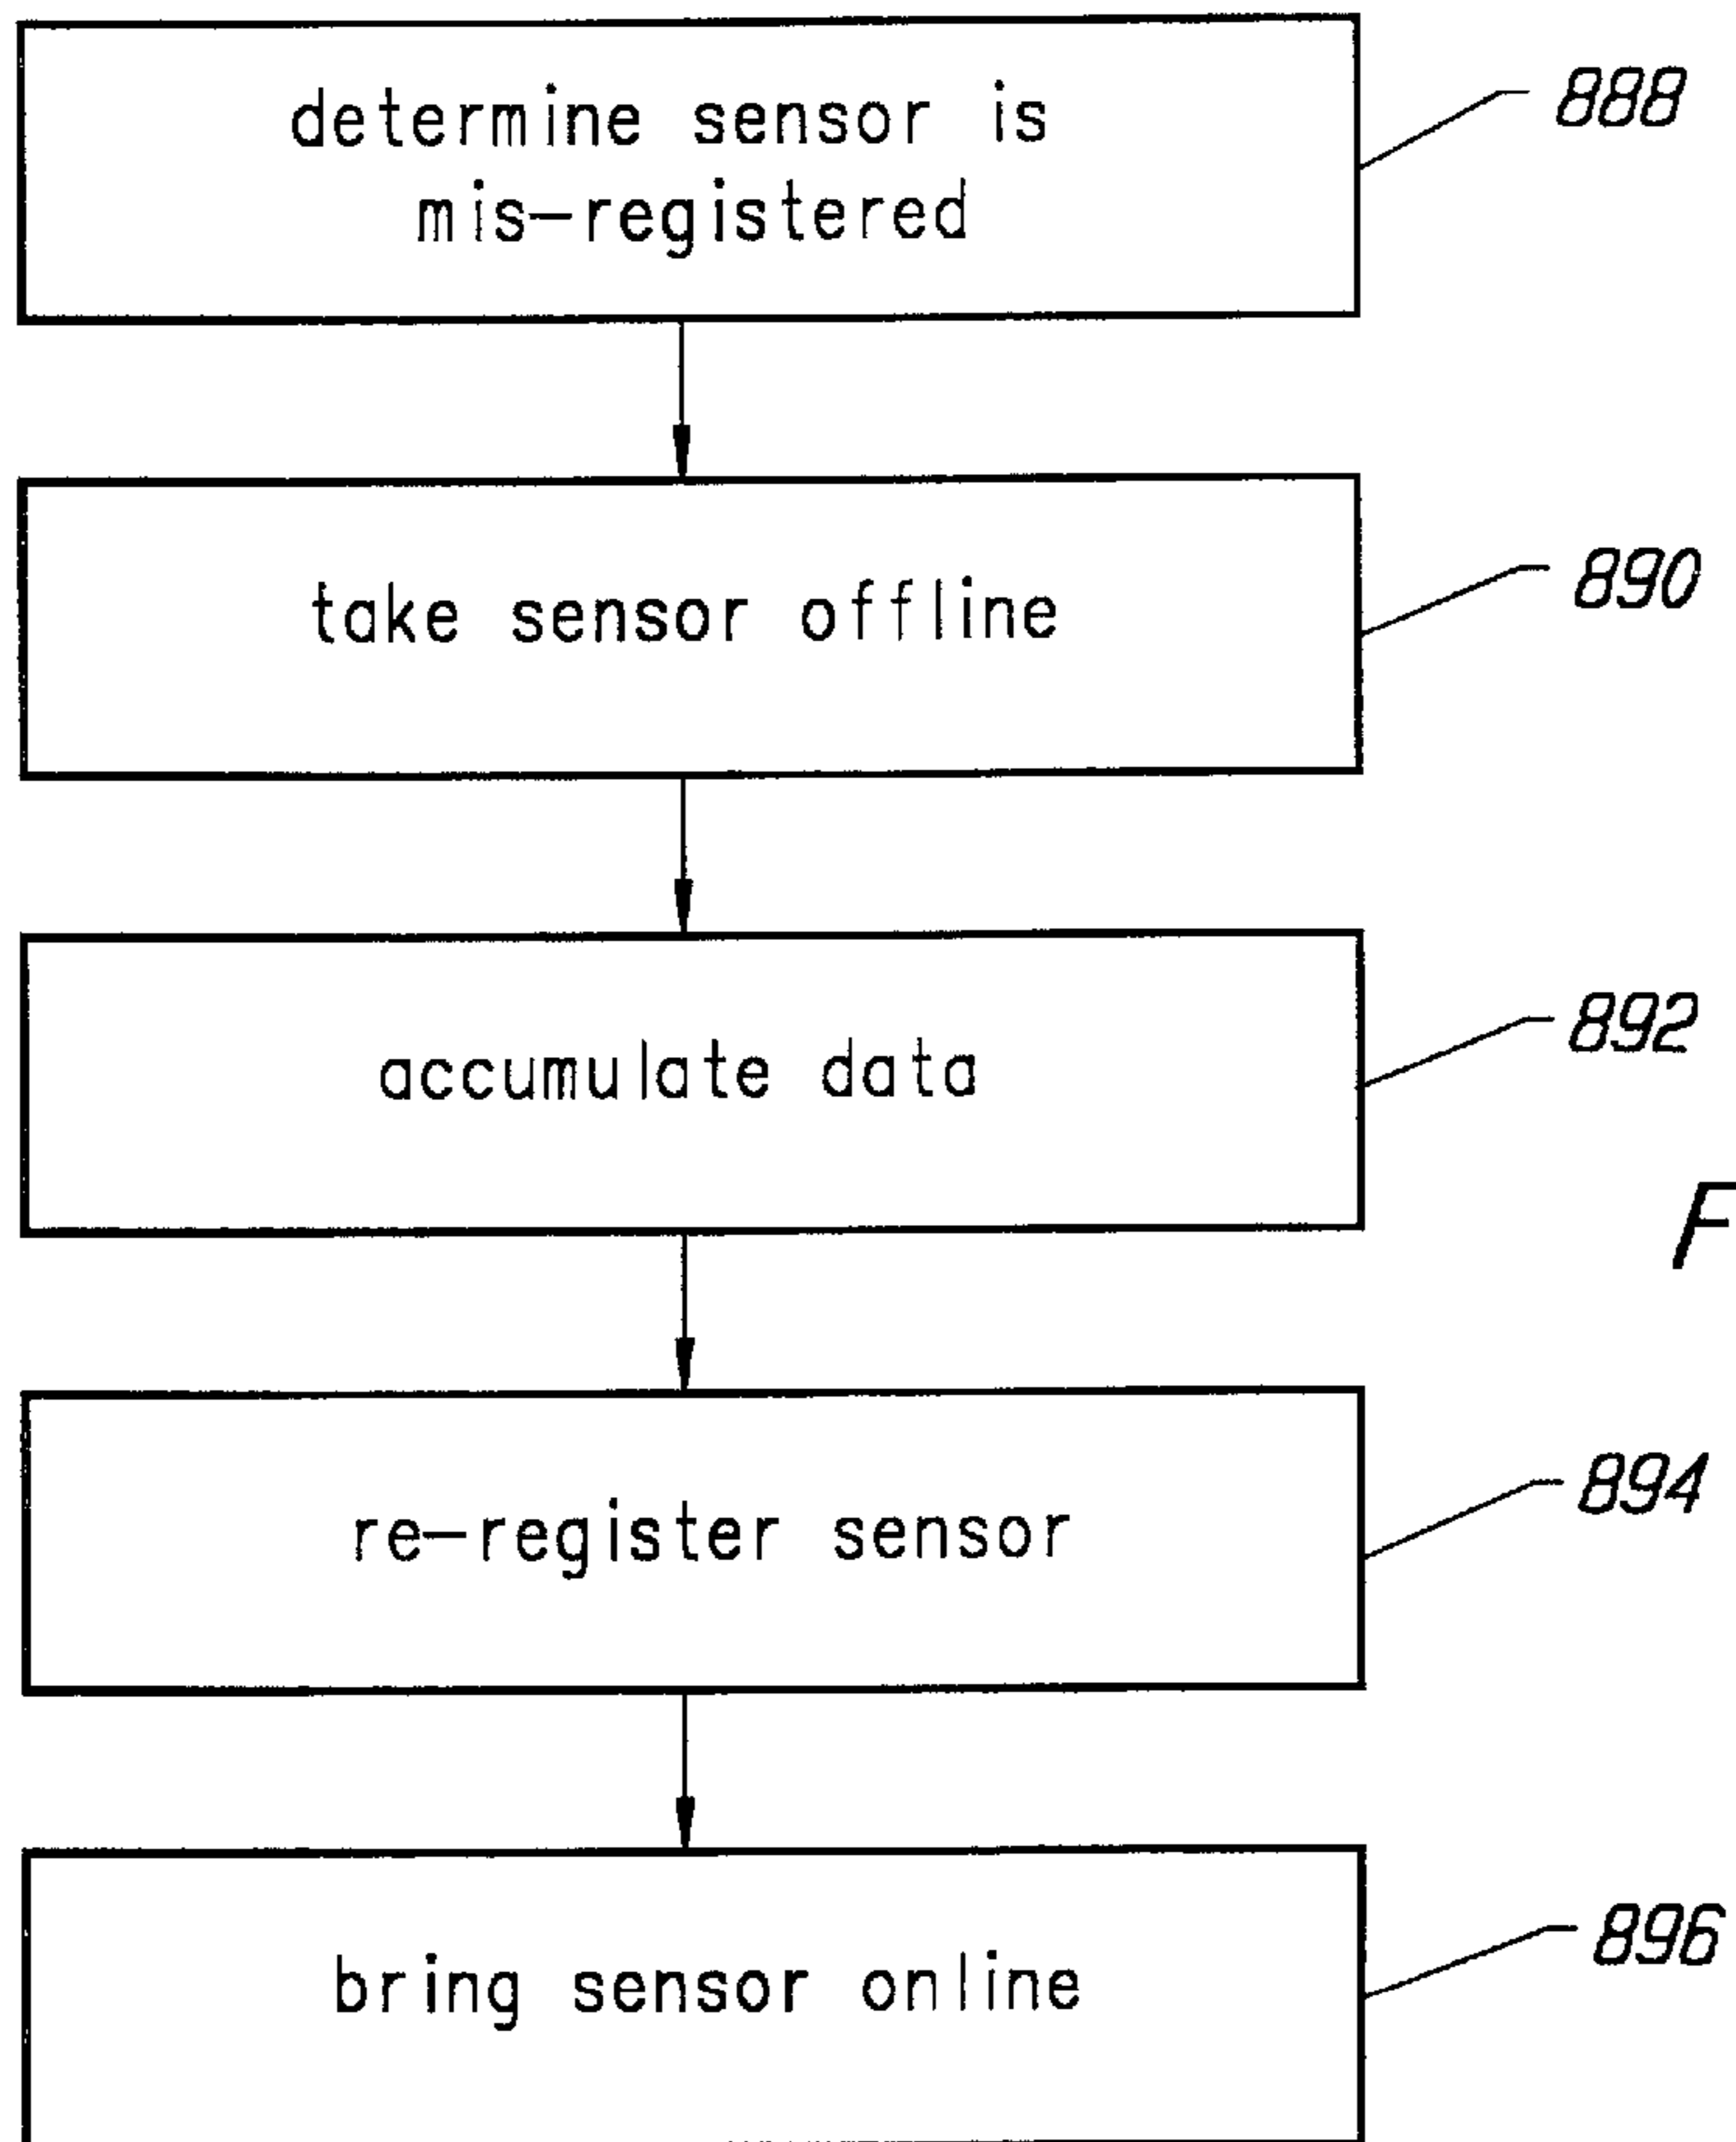 determine sensor is
mis-registered
888
take sensor offline
890
accumulate data
892
F
re-register sensor
894
bring sensor online
896